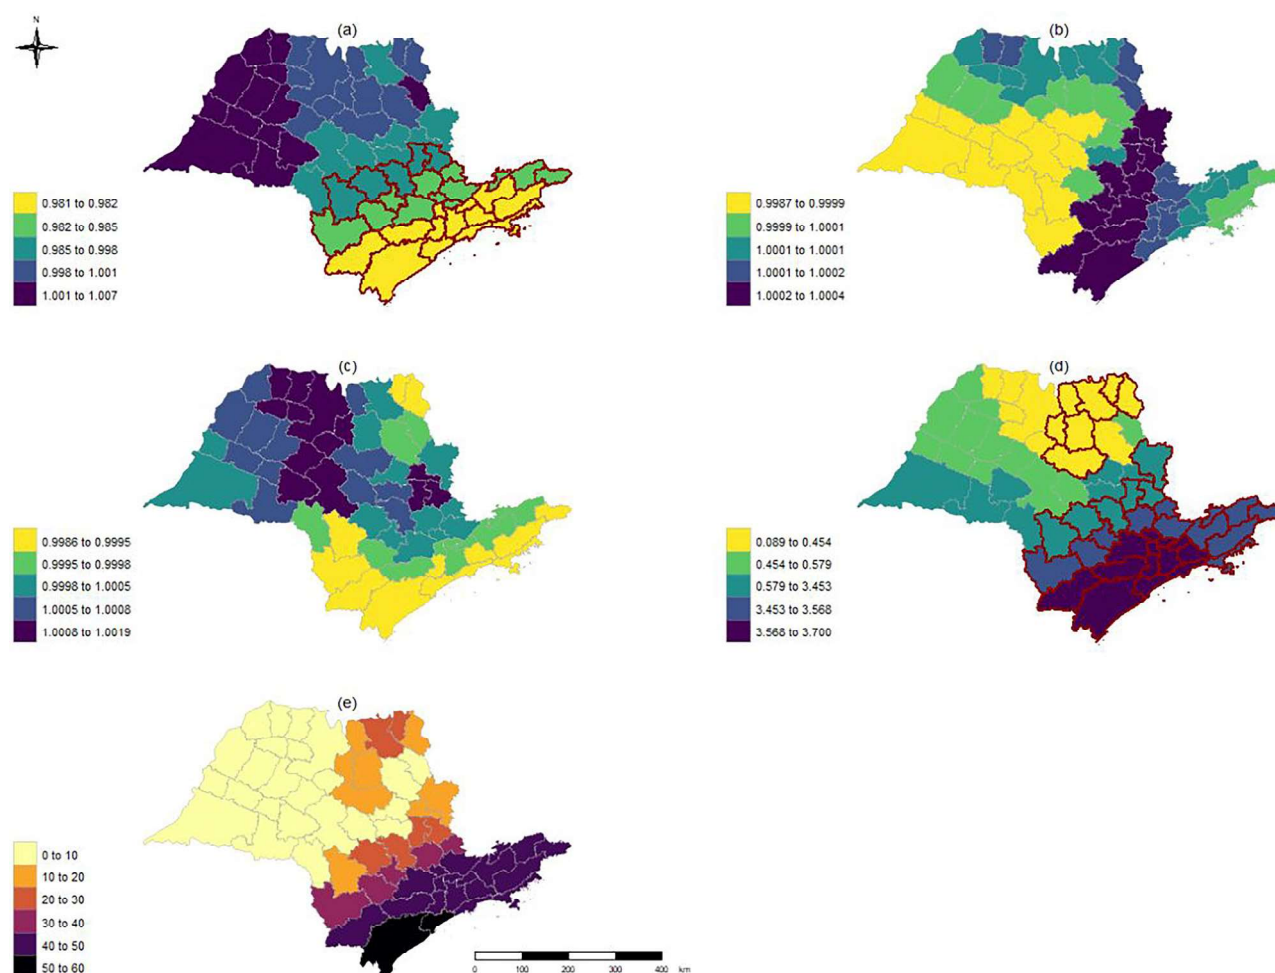 N
(a)
0.981 to 0.982
0.982 to 0.985
0.985 to 0.998
0.998 to 1.001
1.001 to 1.007
(b)
0.9987 to 0.9999
0.9999 to 1.0001
1.0001 to 1.0001
1.0001 to 1.0002
1.0002 to 1.0004
(c)
0.9986 to 0.9995
0.9995 to 0.9998
0.9998 to 1.0005
1.0005 to 1.0008
1.0008 to 1.0019
(d)
0.089 to 0.454
0.454 to 0.579
0.579 to 3.453
3.453 to 3.568
3.568 to 3.700
(e)
0 to 10
10 to 20
20 to 30
30 to 40
40 to 50
50 to 60
0 100 200 300 400 km